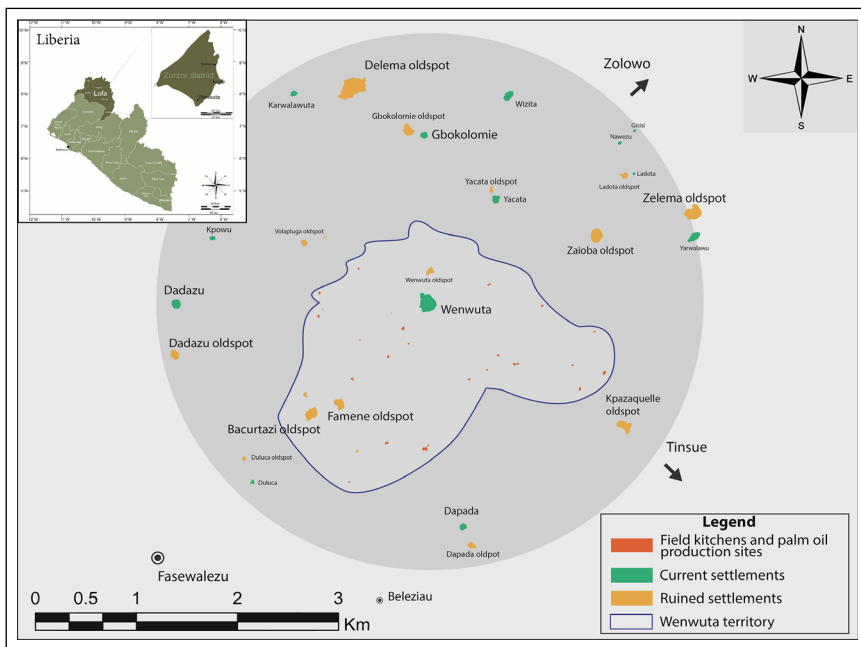 Liberia
Zorzor district
Lofa
N
W
E
S
Delema oldspot
Zolowo
Karwalawuta
Wizita
Gbokolomie oldspot
Gbokolomie
Gisisi
Nawezu
Ladota
Ladota oldspot
Yacata oldspot
Yacata
Zelema oldspot
Kpowu
Volapluga oldspot
Zaioba oldspot
Yarwalawu
Wenwuta oldspot
Dadazu
Wenwuta
Dadazu oldspot
Kpazaquelle
oldspot
Famene oldspot
Bacurtazi oldspot
Tinsue
Duluca oldspot
Duluca
Dapada
Dapada oldpot
Fasewalezu
Beleziau
0 0.5 1 2 3
Km
Legend
Field kitchens and palm oil
production sites
Current settlements
Ruined settlements
Wenwuta territory